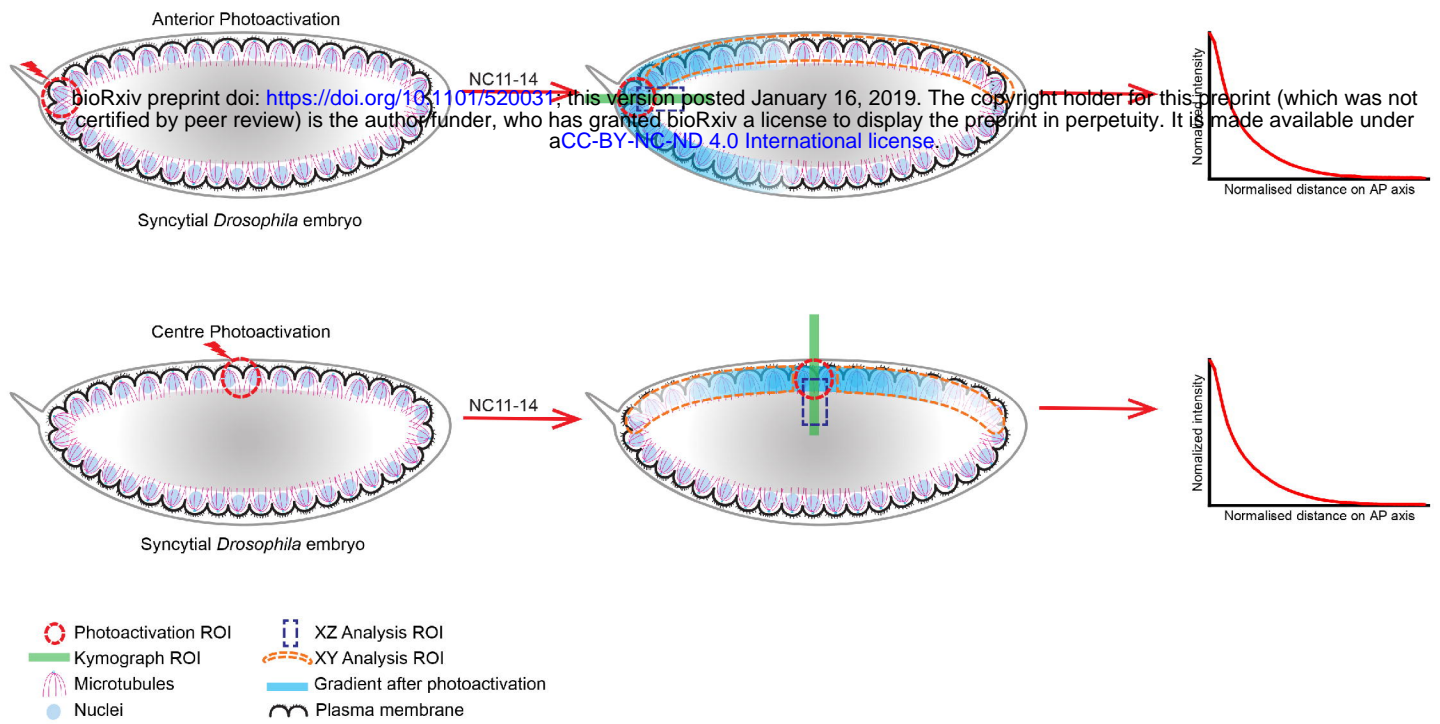 Anterior Photoactivation
NC11-14
bioRxiv preprint doi: https://doi.org/10.1101/520031; this version posted January 16, 2019. The copyright holder for this preprint (which was not
certified by peer review) is the author/funder, who has granted bioRxiv a license to display the preprint in perpetuity. It is made available under
aCC-BY-NC-ND 4.0 International license.
Nomalized intensity
Normalised distance on AP axis
Syncytial Drosophila embryo
Centre Photoactivation
NC11-14
Normalized intensity
Normalised distance on AP axis
Syncytial Drosophila embryo
Photoactivation ROI
XZ Analysis ROI
Kymograph ROI
XY Analysis ROI
Microtubules
Gradient after photoactivation
Nuclei
Plasma membrane